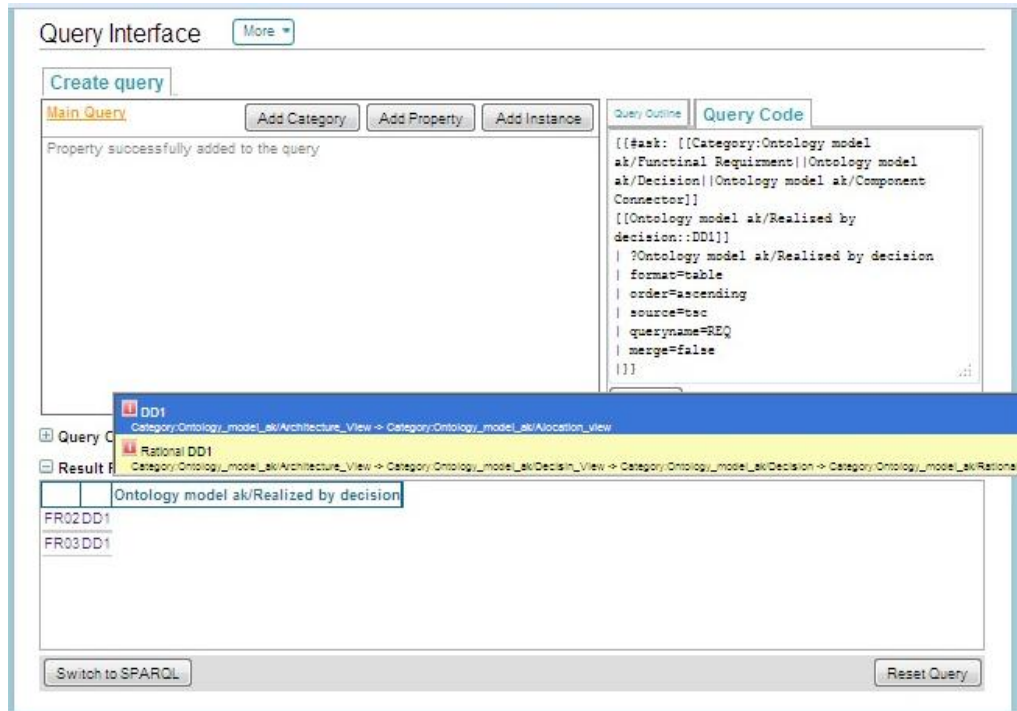 Query Interface More
Create query
Main Query Add Category Add Property Add Instance
Property successfully added to the query
Query Outline Query Code
{{#ask: [[Category:Ontology model
ak/Functinal Requirment||Ontology model
ak/Decision||Ontology model ak/Component
Connector]]
[[Ontology model ak/Realized by
decision::DD1]]
| ?Ontology model ak/Realized by decision
| format=table
| order=ascending
| source=tsc
| queryname=REQ
| merge=false
|}}
DD1
Category:Ontology_model_ak/Architecture_View -> Category:Ontology_model_ak/Alocation_view
Query
Rational DD1
Category:Ontology_model_ak/Architecture_View -> Category:Ontology_model_ak/Decisin_View -> Category:Ontology_model_ak/Decision -> Category:Ontology_model_ak/Rational
Result
Ontology model ak/Realized by decision
FR02 DD1
FR03 DD1
Switch to SPARQL Reset Query